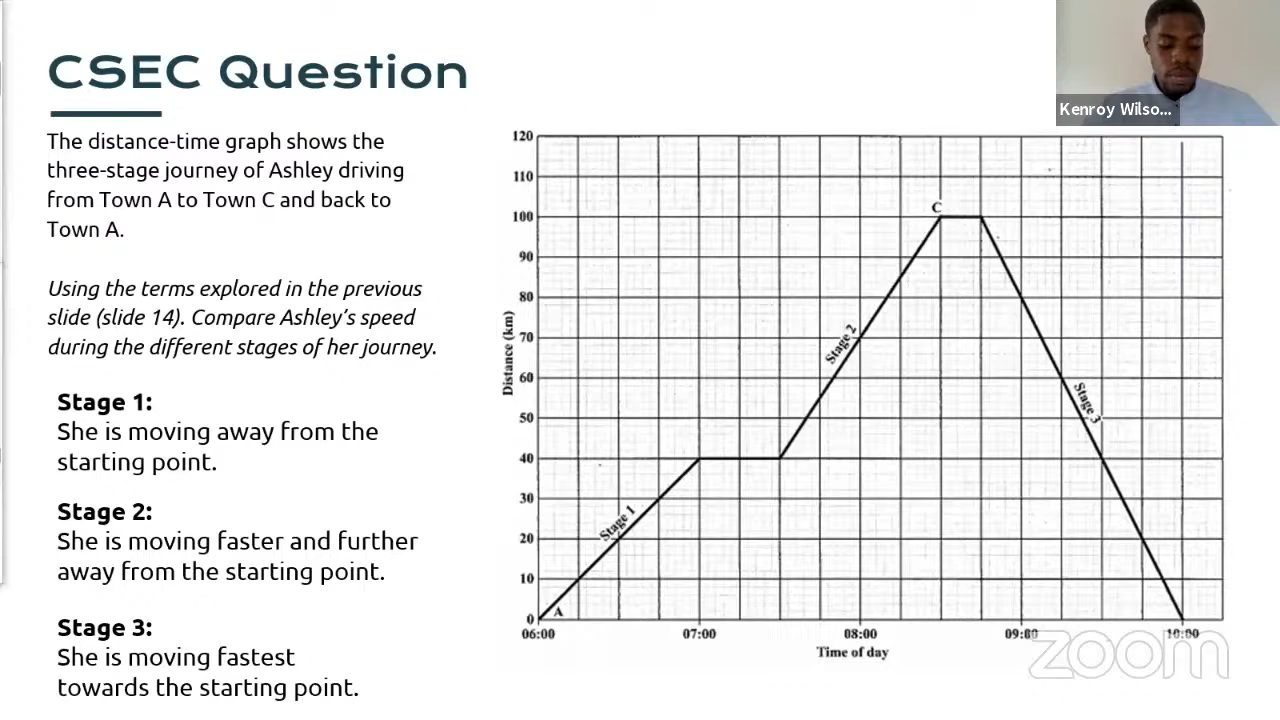 CSEC Question
Kenroy Wilso...
The distance-time graph shows the
three-stage journey of Ashley driving
from Town A to Town C and back to
Town A.
Using the terms explored in the previous
slide (slide 14). Compare Ashley's speed
during the different stages of her journey.
Stage 1:
She is moving away from the
starting point.
Stage 2:
She is moving faster and further
away from the starting point.
Stage 3:
She is moving fastest
towards the starting point.
120
110
100
90
80
70
60
50
40
30
20
10
0
Distance (km)
A
Stage 1
Stage 2
C
Stage 3
06:00
07:00
08:00
09:00
10:00
Time of day
zoom